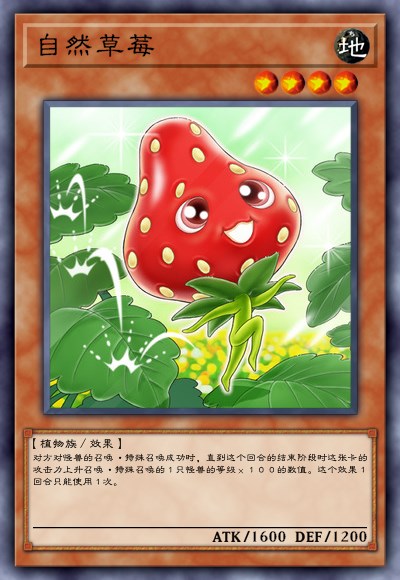 自然草莓
地
【植物族／效果】
对方对怪兽的召唤·特殊召唤成功时，直到这个回合的结束阶段时这张卡的
攻击力上升召唤·特殊召唤的1只怪兽的等级×100的数值。这个效果1
回合只能使用1次。
ATK/1600 DEF/1200